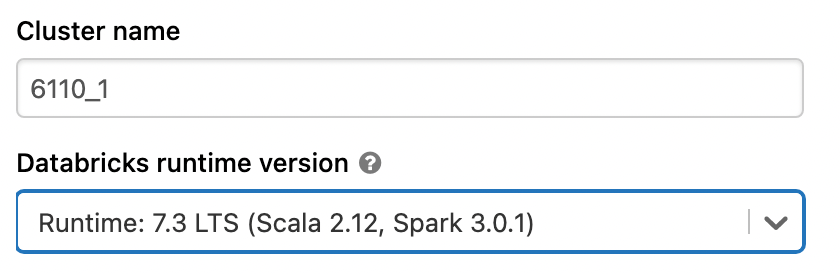 Cluster name
6110_1
Databricks runtime version ?
Runtime: 7.3 LTS (Scala 2.12, Spark 3.0.1)